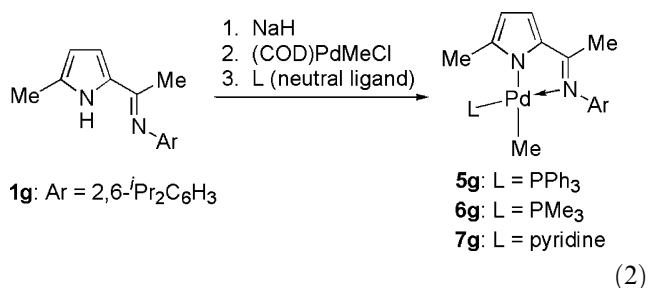 1. NaH
2. (COD)PdMeCl
3. L (neutral ligand)
Me
N
H
Me
N
Ar
Me
N
Me
N
Ar
Pd
L
Me
1g: Ar = 2,6-ⁱPr₂C₆H₃
5g: L = PPh₃
6g: L = PMe₃
7g: L = pyridine
(2)